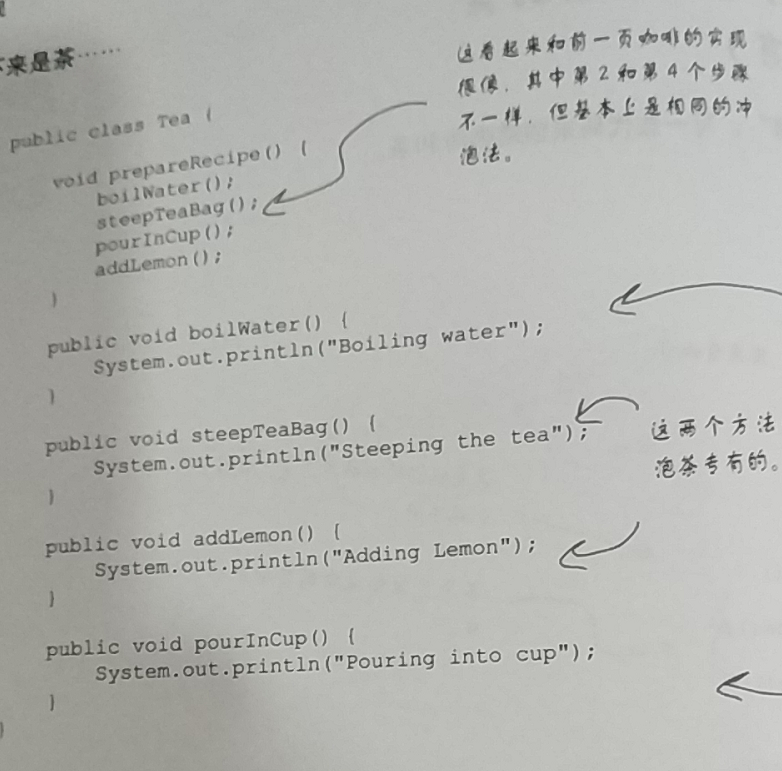 来是茶……
这看起来和前一页咖啡的实现
很像，其中第2和第4个步骤
不一样，但基本上是相同的冲
泡法。
public class Tea {
void prepareRecipe() {
boilWater();
steepTeaBag();
pourInCup();
addLemon();
}
public void boilWater() {
System.out.println("Boiling water");
}
public void steepTeaBag() {
System.out.println("Steeping the tea");
}
这两个方法
泡茶专有的。
public void addLemon() {
System.out.println("Adding Lemon");
}
public void pourInCup() {
System.out.println("Pouring into cup");
}
}